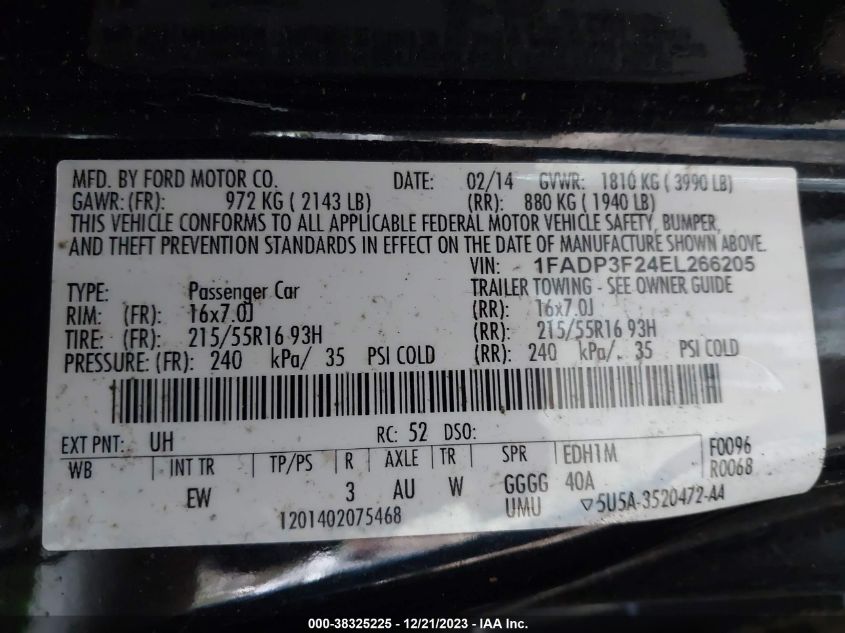 MFD. BY FORD MOTOR CO. DATE: 02/14 GVWR: 1810 KG ( 3990 LB)
GAWR: (FR): 972 KG ( 2143 LB) (RR): 880 KG ( 1940 LB)
THIS VEHICLE CONFORMS TO ALL APPLICABLE FEDERAL MOTOR VEHICLE SAFETY, BUMPER,
AND THEFT PREVENTION STANDARDS IN EFFECT ON THE DATE OF MANUFACTURE SHOWN ABOVE.
VIN: 1FADP3F24EL266205
TYPE: Passenger Car TRAILER TOWING - SEE OWNER GUIDE
RIM: (FR): 16x7.0J (RR): 16x7.0J
TIRE: (FR): 215/55R16 93H (RR): 215/55R16 93H
PRESSURE: (FR): 240 kPa/ 35 PSI COLD (RR): 240 kPa/. 35 PSI COLD
EXT PNT: UH RC: 52 DSO:
WB INT TR TP/PS R AXLE TR SPR EDH1M F0096
EW 3 AU W GGGG 40A R0068
1201402075468 UMU ▽5U5A-3520472-AA
000-38325225 - 12/21/2023 - IAA Inc.